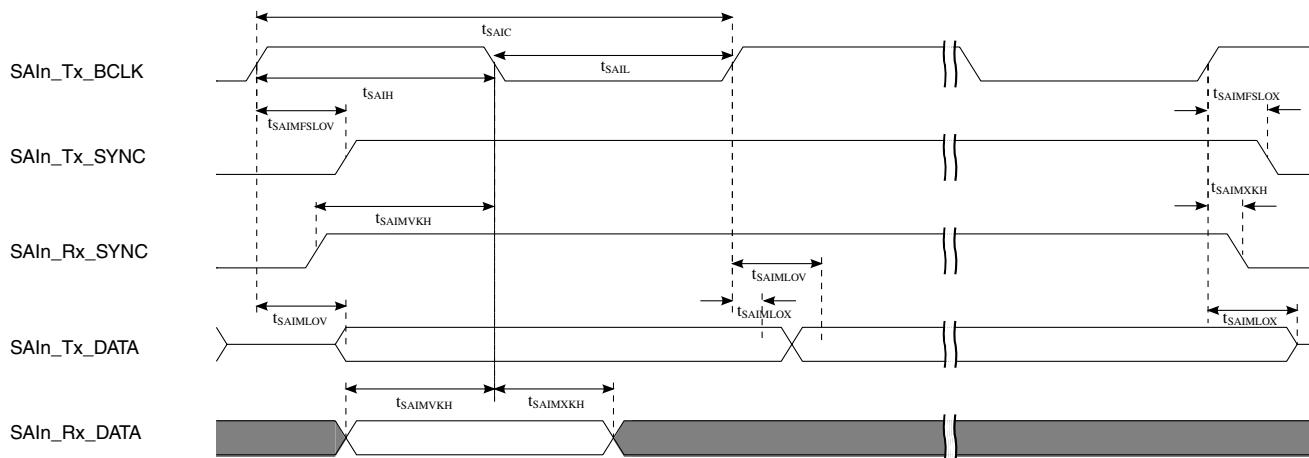 tSAIC
SAIn_Tx_BCLK
tSAIL
tSAIH
tSAIMFSLOX
tSAIMFSLOV
SAIn_Tx_SYNC
tSAIMXKH
tSAIMVKH
SAIn_Rx_SYNC
tSAIMLOV
tSAIMLOV
tSAIMLOX
tSAIMLOX
SAIn_Tx_DATA
tSAIMVKH
tSAIMXKH
SAIn_Rx_DATA